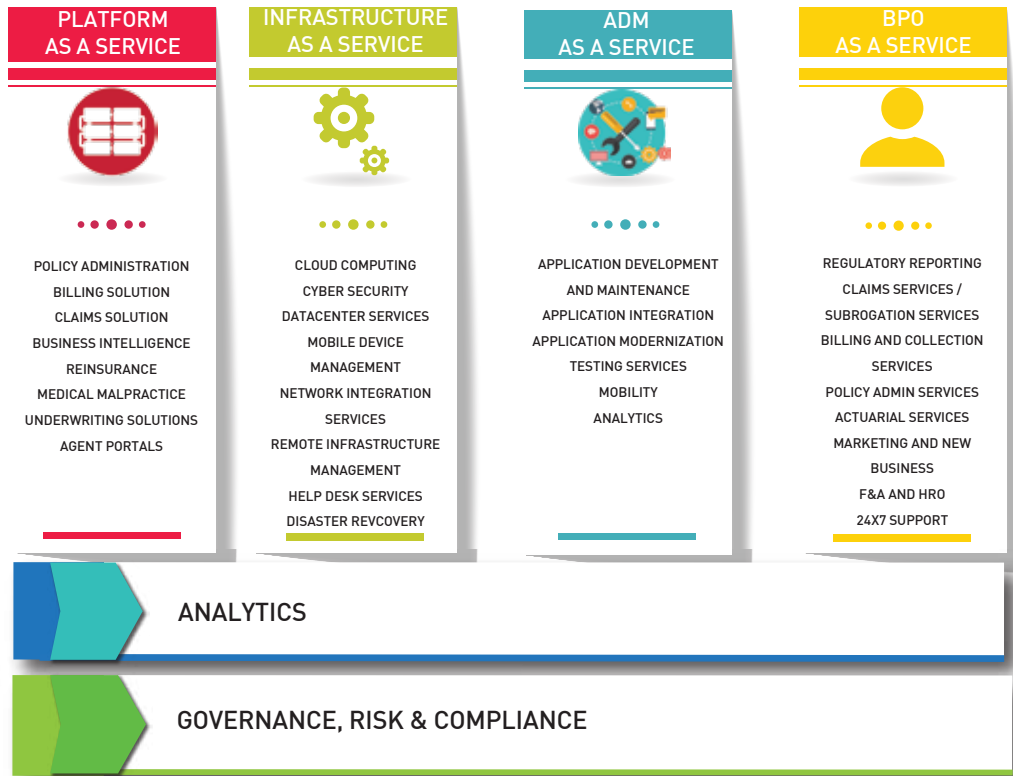 PLATFORM
AS A SERVICE
POLICY ADMINISTRATION
BILLING SOLUTION
CLAIMS SOLUTION
BUSINESS INTELLIGENCE
REINSURANCE
MEDICAL MALPRACTICE
UNDERWRITING SOLUTIONS
AGENT PORTALS
INFRASTRUCTURE
AS A SERVICE
CLOUD COMPUTING
CYBER SECURITY
DATACENTER SERVICES
MOBILE DEVICE
MANAGEMENT
NETWORK INTEGRATION
SERVICES
REMOTE INFRASTRUCTURE
MANAGEMENT
HELP DESK SERVICES
DISASTER REVCOVERY
ADM
AS A SERVICE
APPLICATION DEVELOPMENT
AND MAINTENANCE
APPLICATION INTEGRATION
APPLICATION MODERNIZATION
TESTING SERVICES
MOBILITY
ANALYTICS
BPO
AS A SERVICE
REGULATORY REPORTING
CLAIMS SERVICES /
SUBROGATION SERVICES
BILLING AND COLLECTION
SERVICES
POLICY ADMIN SERVICES
ACTUARIAL SERVICES
MARKETING AND NEW
BUSINESS
F&A AND HRO
24X7 SUPPORT
ANALYTICS
GOVERNANCE, RISK & COMPLIANCE